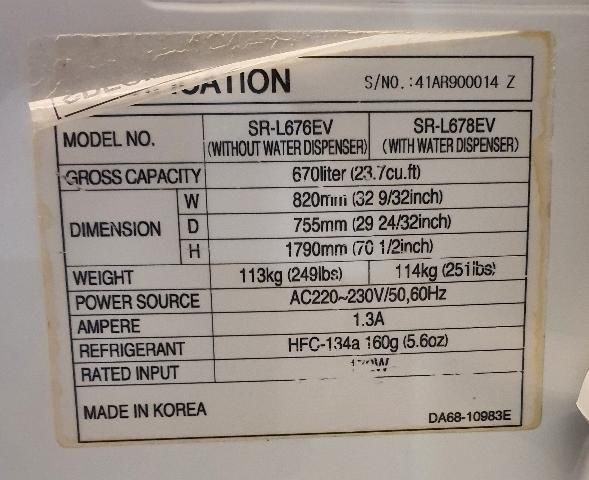 SPECIFICATION S/NO. :41AR900014 Z
MODEL NO. SR-L676EV (WITHOUT WATER DISPENSER) SR-L678EV (WITH WATER DISPENSER)
GROSS CAPACITY 670liter (23.7cu.ft)
DIMENSION W 820mm (32 9/32inch)
D 755mm (29 24/32inch)
H 1790mm (70 1/2inch)
WEIGHT 113kg (249lbs) 114kg (251lbs)
POWER SOURCE AC220~230V/50,60Hz
AMPERE 1.3A
REFRIGERANT HFC-134a 160g (5.6oz)
RATED INPUT
MADE IN KOREA DA68-10983E